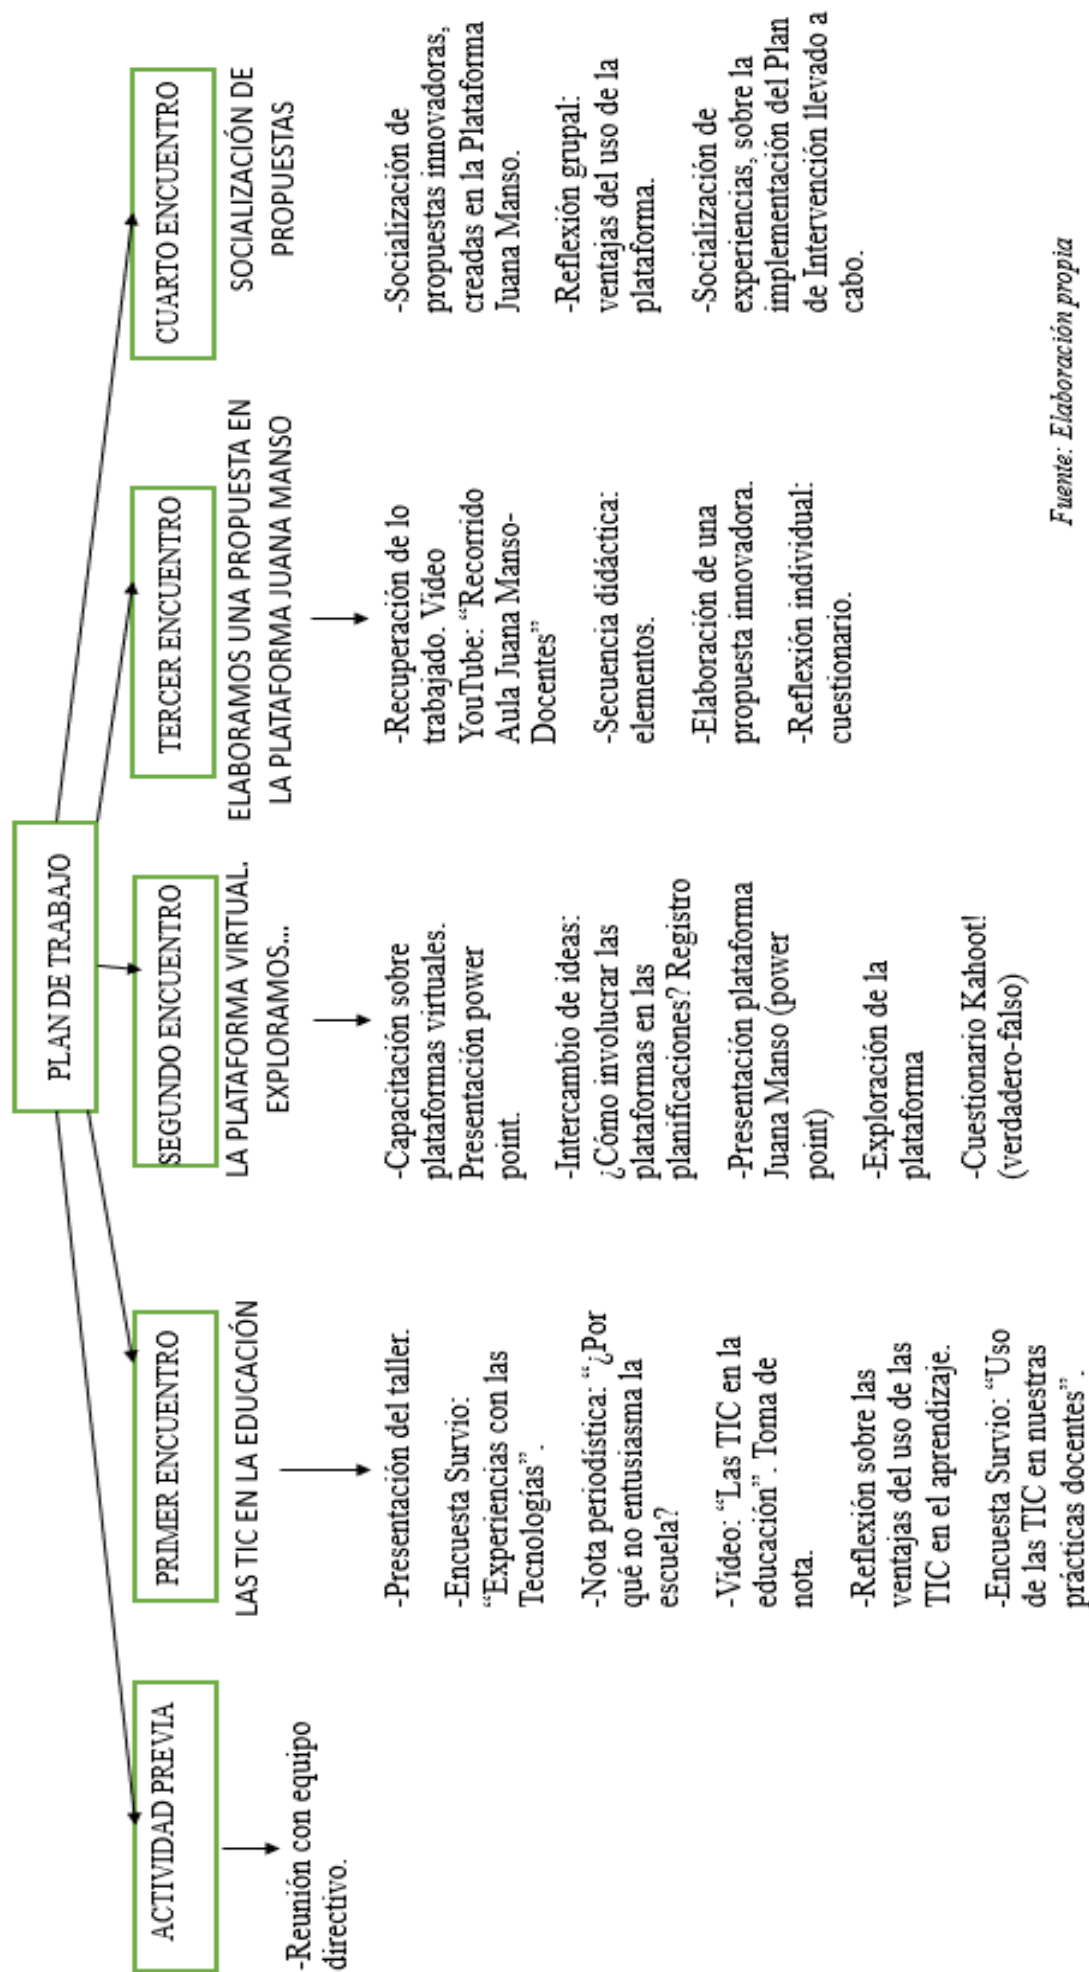 PLAN DE TRABAJO
ACTIVIDAD PREVIA
-Reunión con equipo
directivo.
PRIMER ENCUENTRO
LAS TIC EN LA EDUCACIÓN
-Presentación del taller.
-Encuesta Survio:
“Experiencias con las
Tecnologías”.
-Nota periodística: “¿Por
qué no entusiasma la
escuela?
-Video: “Las TIC en la
educación”. Toma de
nota.
-Reflexión sobre las
ventajas del uso de las
TIC en el aprendizaje.
-Encuesta Survio: “Uso
de las TIC en nuestras
prácticas docentes”.
SEGUNDO ENCUENTRO
LA PLATAFORMA VIRTUAL.
EXPLORAMOS...
-Capacitación sobre
plataformas virtuales.
Presentación power
point.
-Intercambio de ideas:
¿Cómo involucrar las
plataformas en las
planificaciones? Registro
-Presentación plataforma
Juana Manso (power
point)
-Exploración de la
plataforma
-Cuestionario Kahoot!
(verdadero-falso)
TERCER ENCUENTRO
ELABORAMOS UNA PROPUESTA EN
LA PLATAFORMA JUANA MANSO
-Recuperación de lo
trabajado. Video
YouTube: “Recorrido
Aula Juana Manso-
Docentes”
-Secuencia didáctica:
elementos.
-Elaboración de una
propuesta innovadora.
-Reflexión individual:
cuestionario.
CUARTO ENCUENTRO
SOCIALIZACIÓN DE
PROPUESTAS
-Socialización de
propuestas innovadoras,
creadas en la Plataforma
Juana Manso.
-Reflexión grupal:
ventajas del uso de la
plataforma.
-Socialización de
experiencias, sobre la
implementación del Plan
de Intervención llevado a
cabo.
Fuente: Elaboración propia